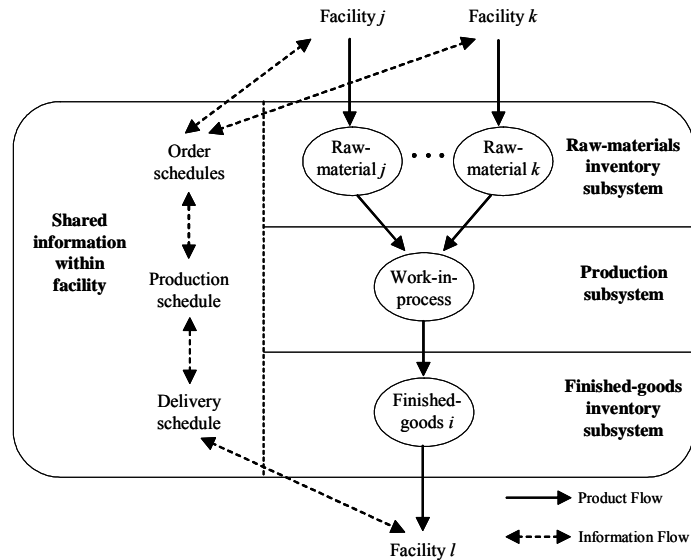 Facility j
Facility k
Order
schedules
Raw-
material j
• • •
Raw-
material k
Raw-materials
inventory
subsystem
Shared
information
within
facility
Production
schedule
Work-in-
process
Production
subsystem
Delivery
schedule
Finished-
goods i
Finished-goods
inventory
subsystem
Product Flow
Information Flow
Facility l